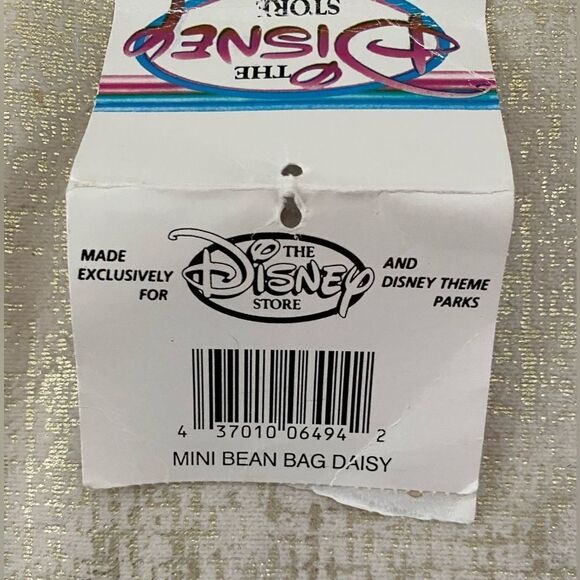 THE
DISNEY
STORE
MADE
EXCLUSIVELY
FOR
THE
DISNEY
STORE
AND
DISNEY THEME
PARKS
4 37010 06494 2
MINI BEAN BAG DAISY